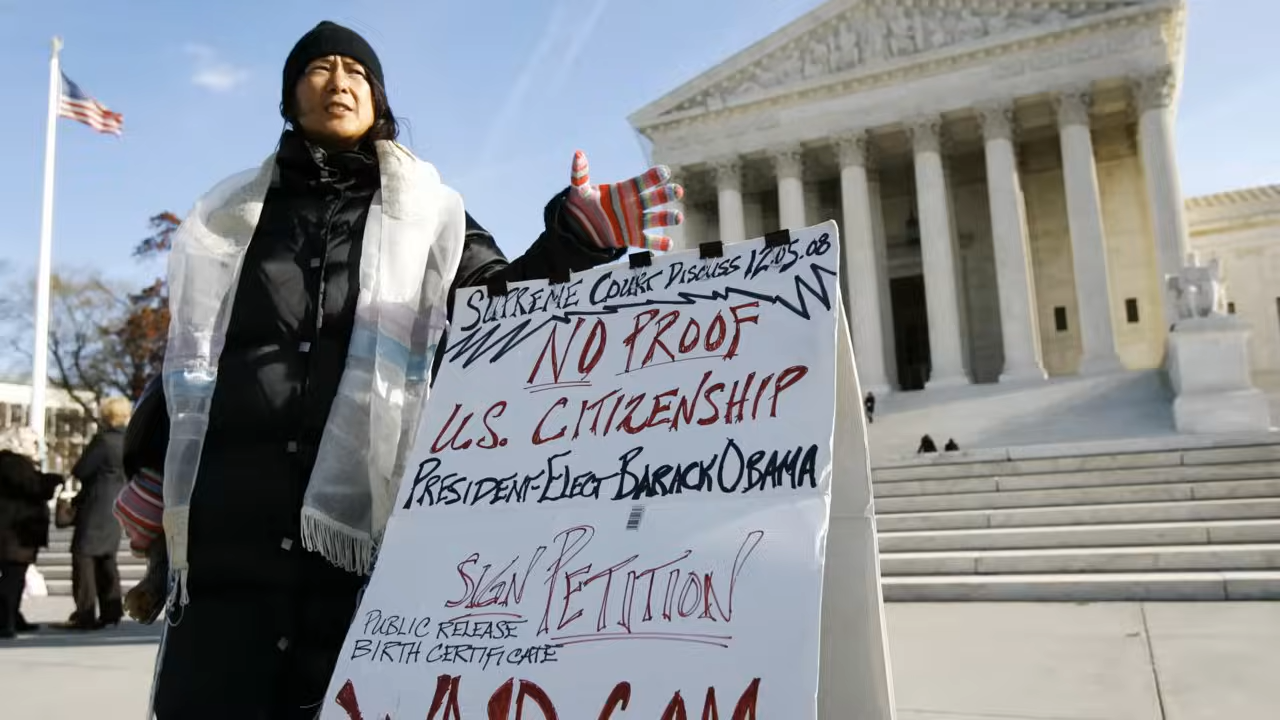 SUPREME COURT DISCUSS 12.05.08
NO PROOF
U.S. CITIZENSHIP
PRESIDENT-ELECT BARACK OBAMA
SIGN PETITION
PUBLIC RELEASE
BIRTH CERTIFICATE